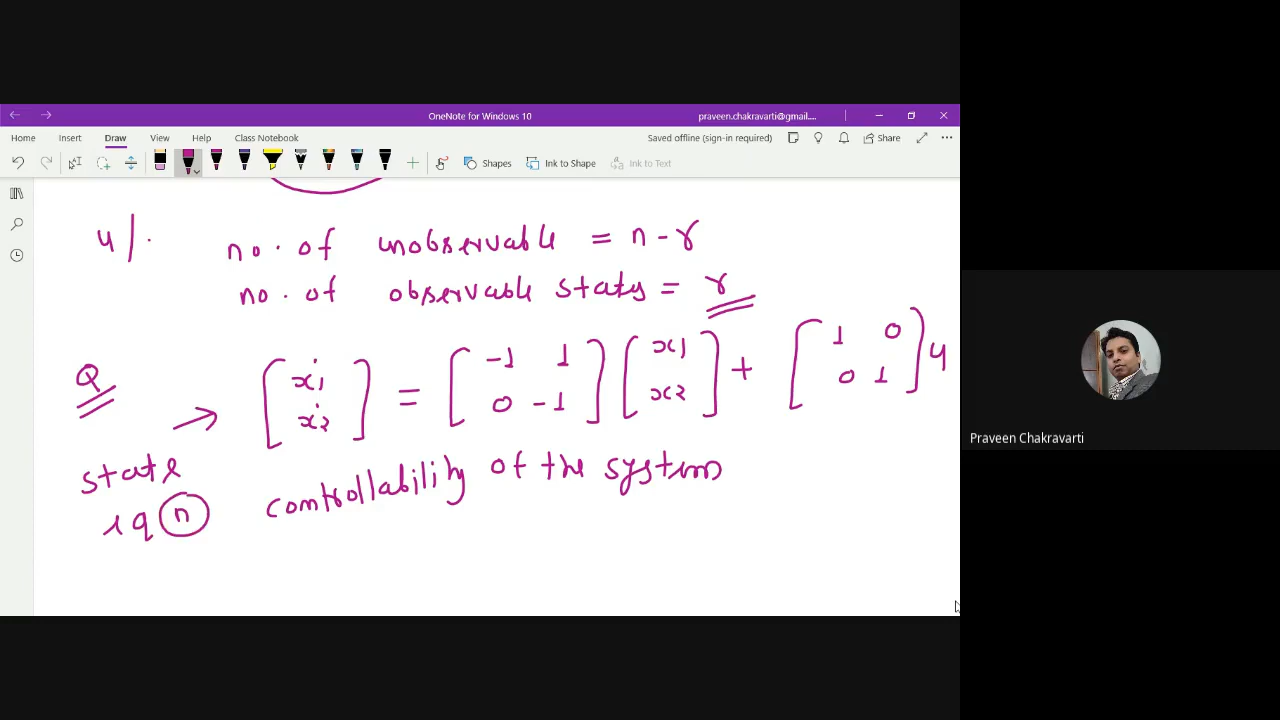 OneNote for Windows 10
praveen.chakravarti@gmail....
Home Insert Draw View Help Class Notebook
Saved offline (sign-in required) Share
Shapes Ink to Shape Ink to Text
4/.
no. of unobservable = n - r
no. of observable states = r
Q → [ẋ1 ẋ2] = [-1 1 0 -1] [x1 x2] + [1 0 0 1] u
state
eqn
controllability of the system
Praveen Chakravarti